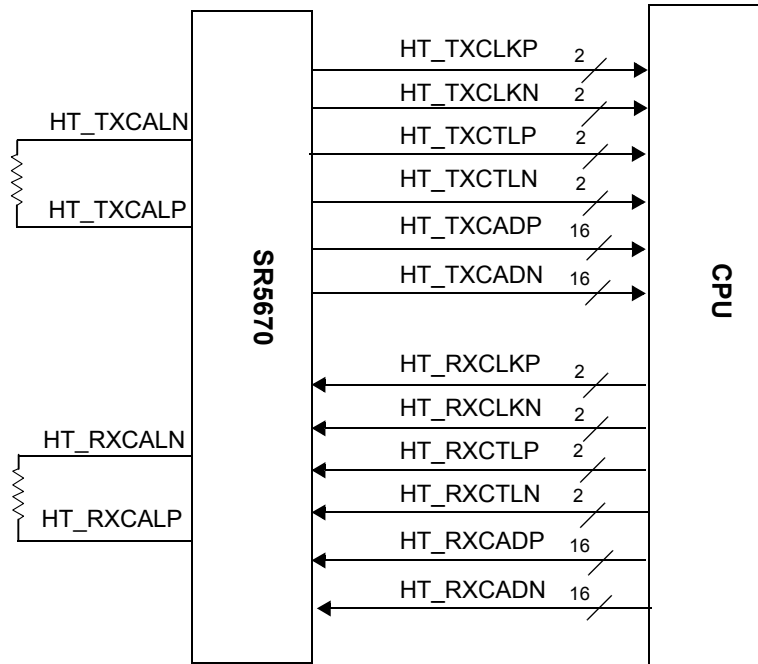 HT_TXCLKP 2
HT_TXCLKN 2
HT_TXCALN
HT_TXCTLP 2
HT_TXCTLN 2
HT_TXCALP
HT_TXCADP 16
HT_TXCADN 16
SR5670
CPU
HT_RXCLKP 2
HT_RXCLKN 2
HT_RXCALN
HT_RXCTLP 2
HT_RXCTLN 2
HT_RXCALP
HT_RXCADP 16
HT_RXCADN 16